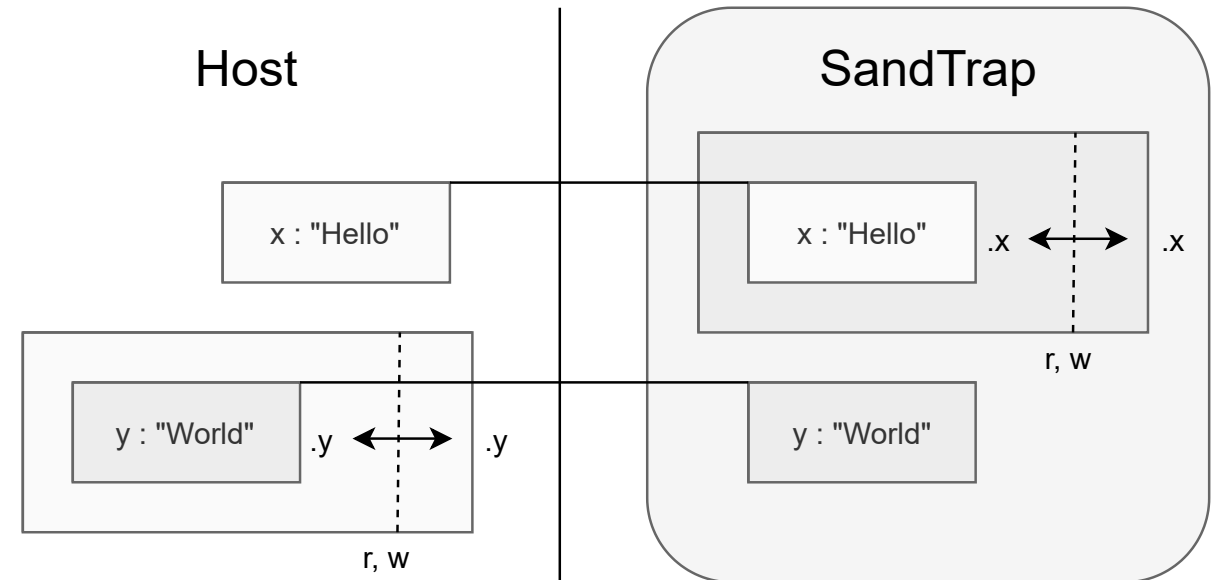 Host
SandTrap
x : "Hello"
x : "Hello"
.x
.x
r, w
y : "World"
.y
.y
y : "World"
r, w